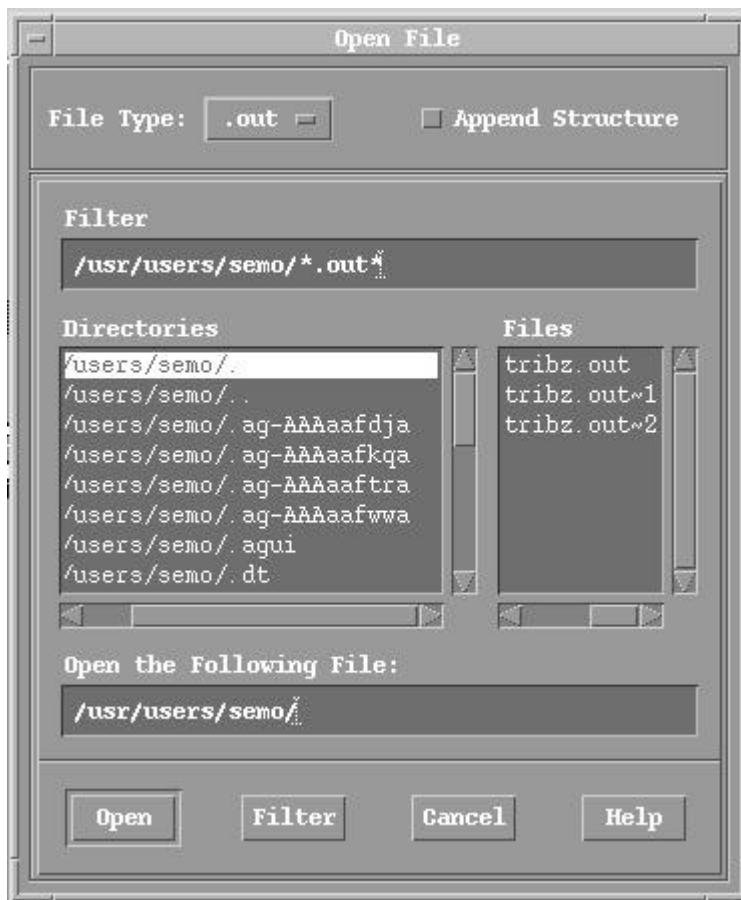 Open File
File Type: .out Append Structure
Filter
/usr/users/semo/*.out*
Directories
/users/semo/.
/users/semo/..
/users/semo/.ag-AAAaafdja
/users/semo/.ag-AAAaafkqa
/users/semo/.ag-AAAaaftra
/users/semo/.ag-AAAaafwwa
/users/semo/.agui
/users/semo/.dt
Files
tribz.out
tribz.out~1
tribz.out~2
Open the Following File:
/usr/users/semo/
Open Filter Cancel Help